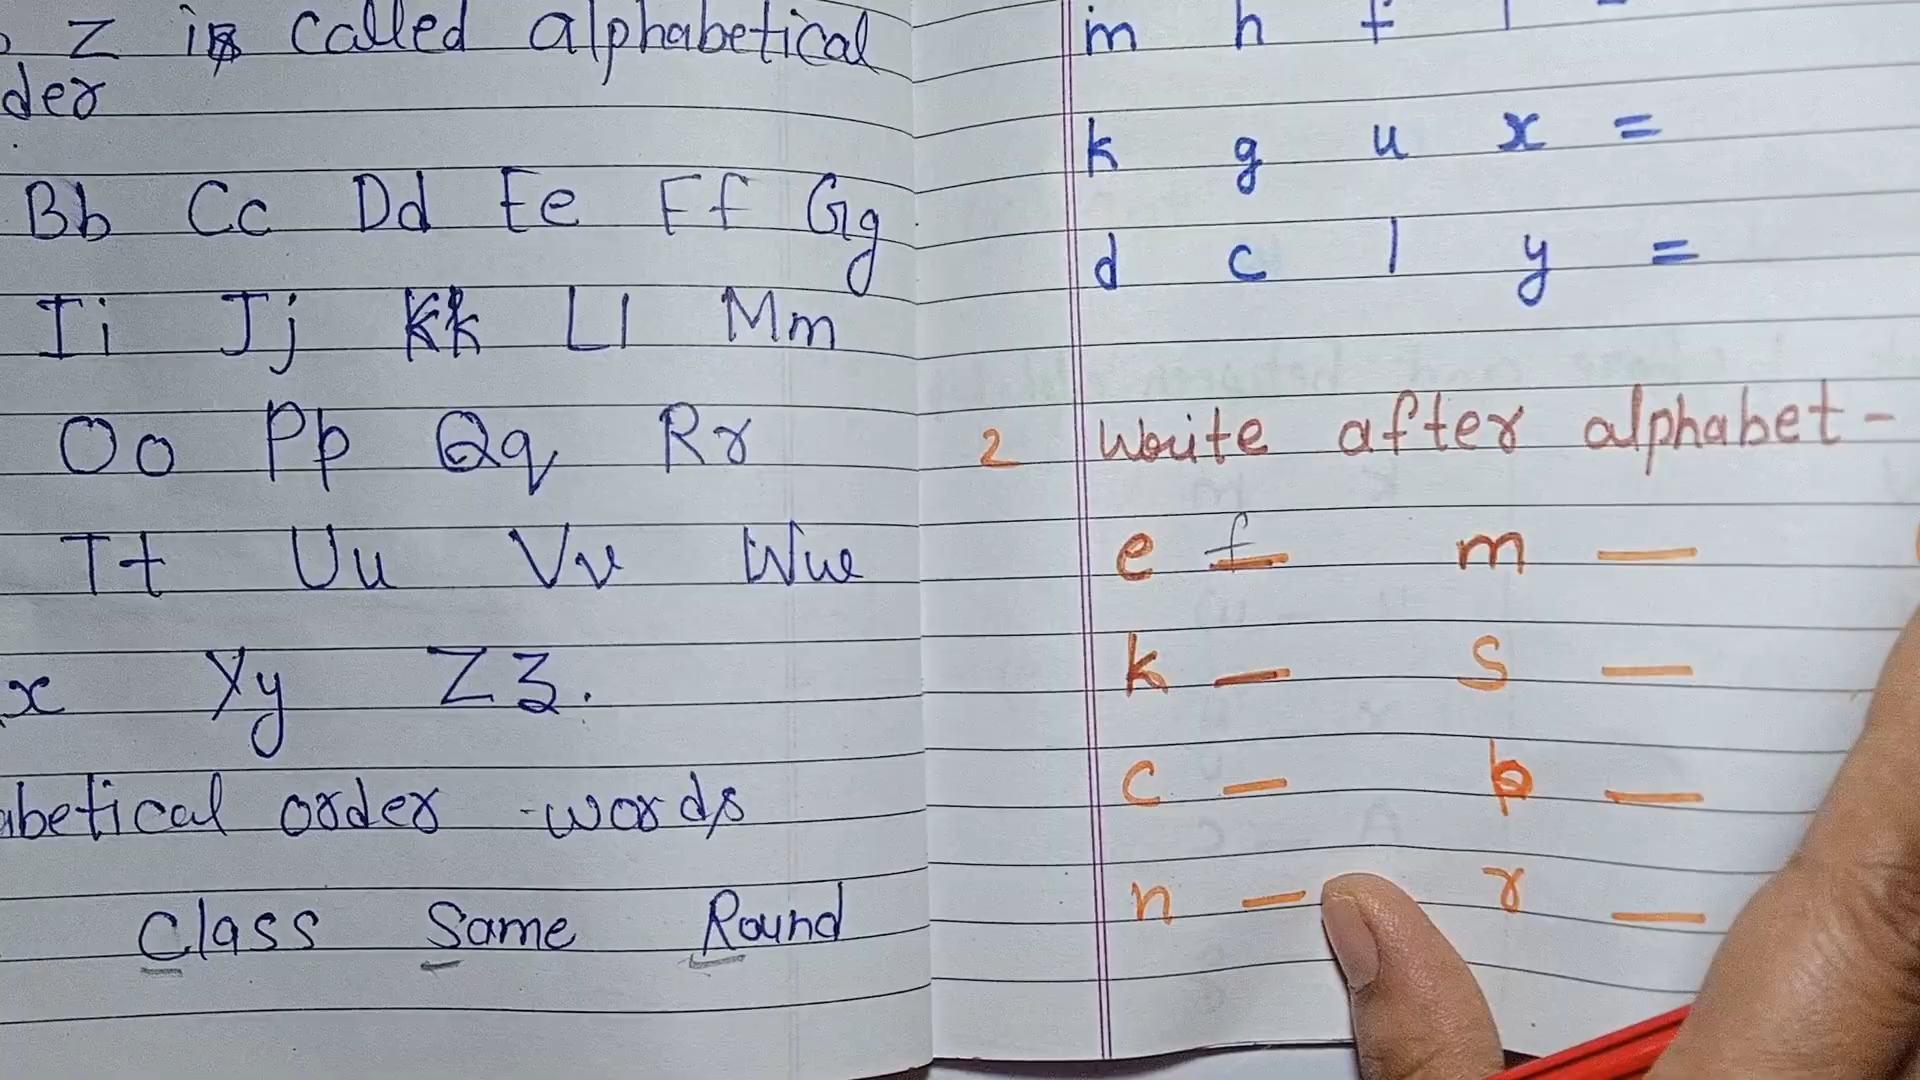 Z is called alphabetical
der
Bb Cc Dd Ee Ff Gg
Ii Jj Kk Ll Mm
Oo Pp Qq Rr
Tt Uu Vv Ww
x Yy Zz.
abetical order - words
Class Same Round
m h f
k g u x =
d c l y =
2 Write after alphabet -
e f m —
k — s —
c — p —
n — r —